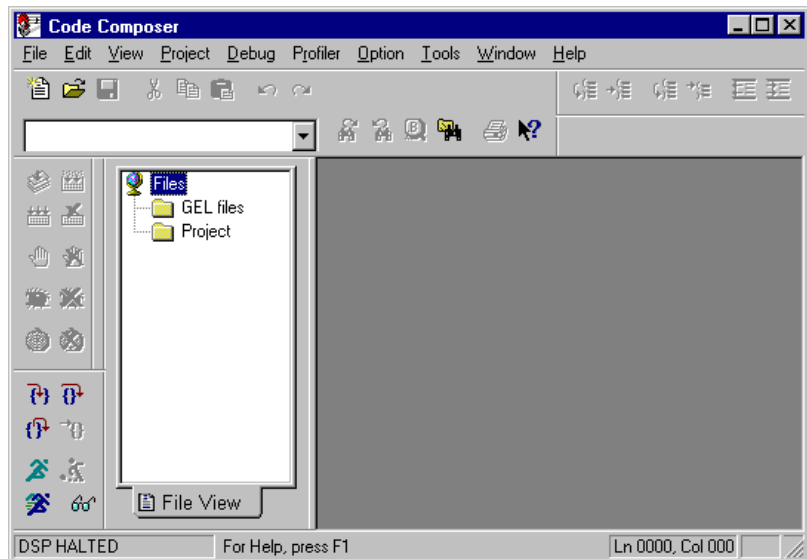 Code Composer
File Edit View Project Debug Profiler Option Tools Window Help
Files
GEL files
Project
File View
DSP HALTED For Help, press F1 Ln 0000, Col 000